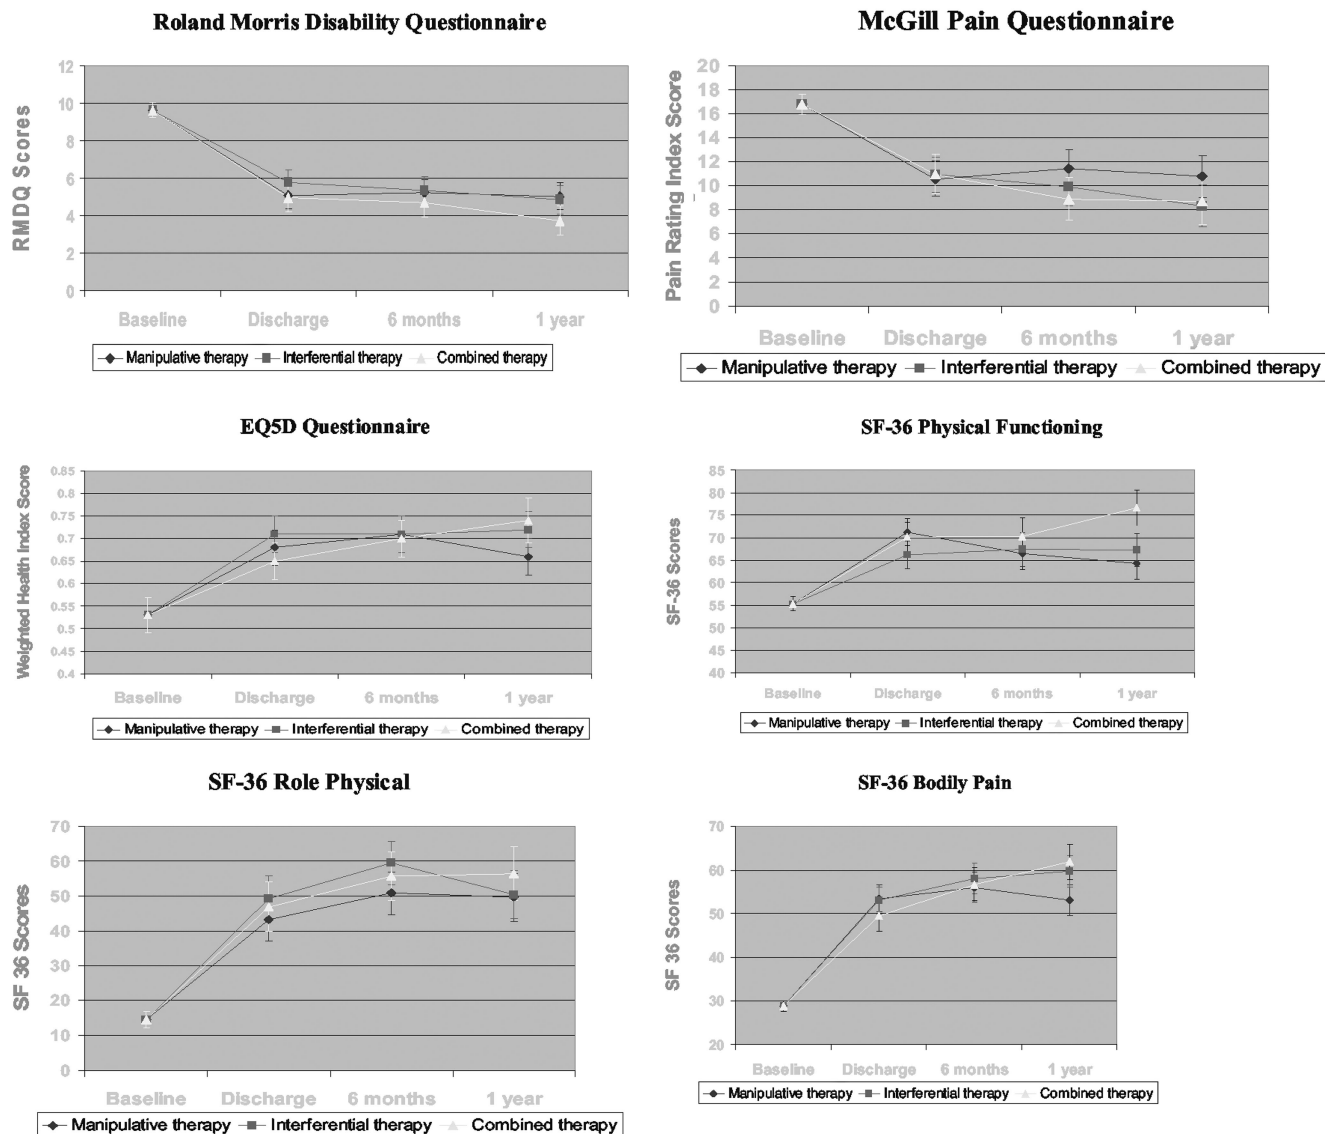 Roland Morris Disability Questionnaire
RMDQ Scores
12
10
8
6
4
2
0
Baseline Discharge 6 months 1 year
Manipulative therapy Interferential therapy Combined therapy
McGill Pain Questionnaire
Pain Rating Index Score
20
18
16
14
12
10
8
6
4
2
0
Baseline Discharge 6 months 1 year
Manipulative therapy Interferential therapy Combined therapy
EQ5D Questionnaire
Weighted Health Index Score
0.85
0.8
0.75
0.7
0.65
0.6
0.55
0.5
0.45
0.4
Baseline Discharge 6 months 1 year
Manipulative therapy Interferential therapy Combined therapy
SF-36 Physical Functioning
SF-36 Scores
85
80
75
70
65
60
55
50
45
40
Baseline Discharge 6 months 1 year
Manipulative therapy Interferential therapy Combined therapy
SF-36 Role Physical
SF 36 Scores
70
60
50
40
30
20
10
0
Baseline Discharge 6 months 1 year
Manipulative therapy Interferential therapy Combined therapy
SF-36 Bodily Pain
SF 36 Scores
70
60
50
40
30
20
Baseline Discharge 6 months 1 year
Manipulative therapy Interferential therapy Combined therapy